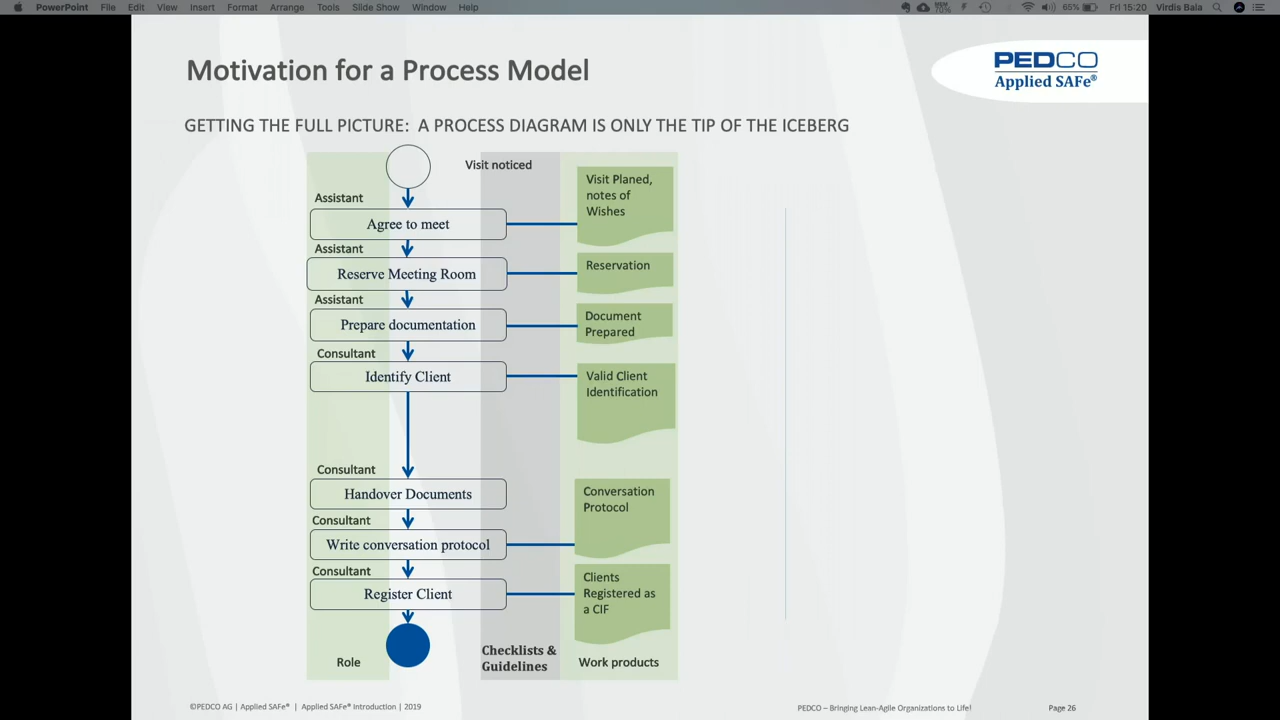 PowerPoint File Edit View Insert Format Arrange Tools Slide Show Window Help
65% Fri 15:20 Virdis Bala
Motivation for a Process Model
PEDCO
Applied SAFe®
GETTING THE FULL PICTURE: A PROCESS DIAGRAM IS ONLY THE TIP OF THE ICEBERG
Visit noticed
Visit Planed,
notes of
Wishes
Assistant
Agree to meet
Assistant
Reserve Meeting Room
Reservation
Assistant
Prepare documentation
Document
Prepared
Consultant
Identify Client
Valid Client
Identification
Consultant
Handover Documents
Conversation
Protocol
Consultant
Write conversation protocol
Consultant
Register Client
Clients
Registered as
a CIF
Role
Checklists &
Guidelines
Work products
©PEDCO AG | Applied SAFe® | Applied SAFe® Introduction | 2019
PEDCO – Bringing Lean-Agile Organizations to Life!
Page 26